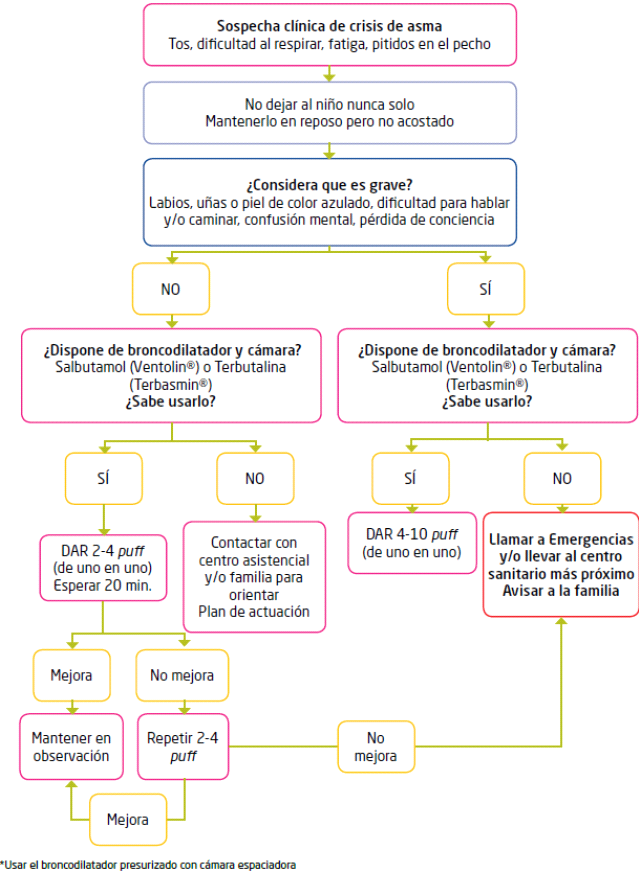 Sospecha clínica de crisis de asma
Tos, dificultad al respirar, fatiga, pitidos en el pecho
No dejar al niño nunca solo
Mantenerlo en reposo pero no acostado
¿Considera que es grave?
Labios, uñas o piel de color azulado, dificultad para hablar
y/o caminar, confusión mental, pérdida de conciencia
NO
SÍ
¿Dispone de broncodilatador y cámara?
Salbutamol (Ventolin®) o Terbutalina
(Terbasmin®)
¿Sabe usarlo?
¿Dispone de broncodilatador y cámara?
Salbutamol (Ventolin®) o Terbutalina
(Terbasmin®)
¿Sabe usarlo?
SÍ
NO
SÍ
NO
DAR 2-4 puff
(de uno en uno)
Esperar 20 min.
Contactar con
centro asistencial
y/o familia para
orientar
Plan de actuación
DAR 4-10 puff
(de uno en uno)
Llamar a Emergencias
y/o llevar al centro
sanitario más próximo
Avisar a la familia
Mejora
No mejora
Mantener en
observación
Repetir 2-4
puff
No
mejora
Mejora
*Usar el broncodilatador presurizado con cámara espaciadora